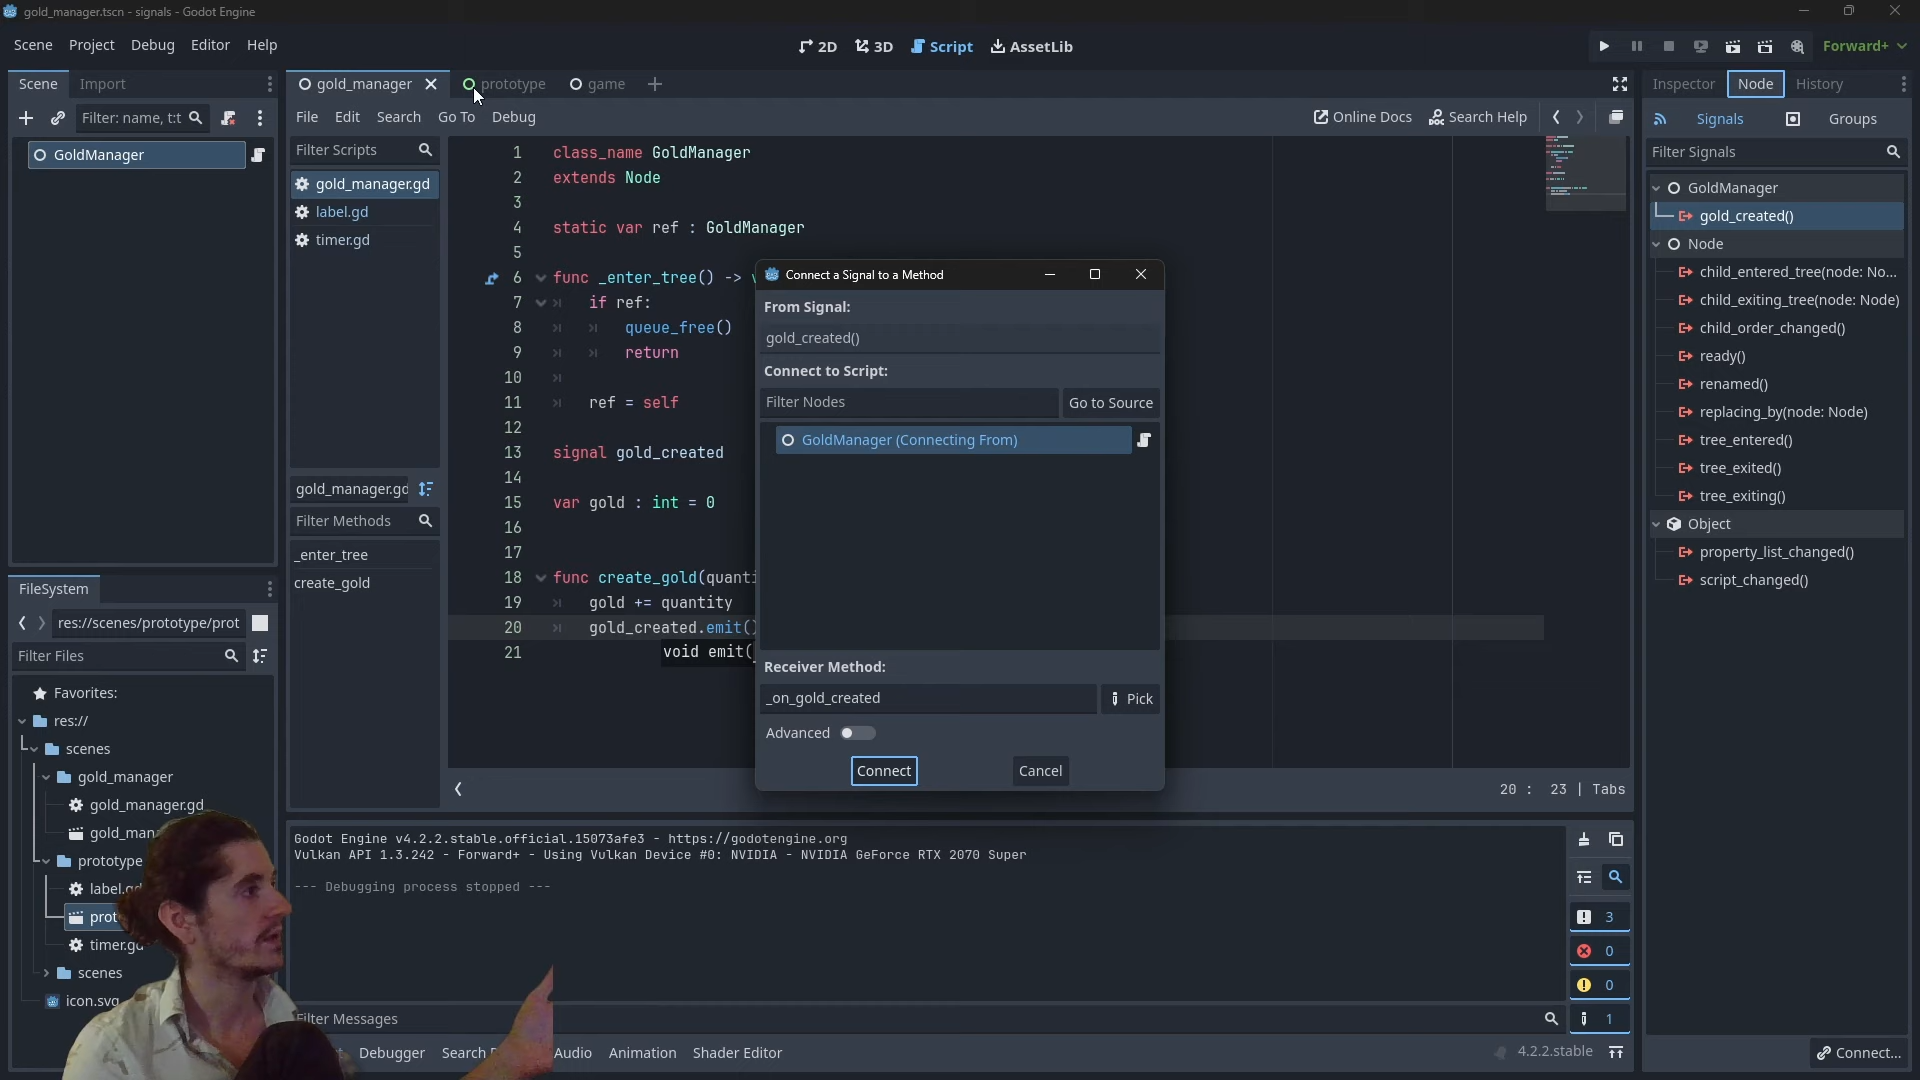 gold_manager.tscn - signals - Godot Engine
Scene Project Debug Editor Help
2D 3D Script AssetLib
Forward+
Scene Import
gold_manager prototype game
Inspector Node History
Filter: name, t:t
File Edit Search Go To Debug
Online Docs Search Help
Signals Groups
GoldManager
Filter Scripts
gold_manager.gd
label.gd
timer.gd
gold_manager.gd
Filter Methods
_enter_tree
create_gold
1 class_name GoldManager
2 extends Node
3
4 static var ref : GoldManager
5
6 func _enter_tree() ->
7 if ref:
8 queue_free()
9 return
10
11 ref = self
12
13 signal gold_created
14
15 var gold : int = 0
16
17
18 func create_gold(quanti
19 gold += quantity
20 gold_created.emit()
21
void emit(
Connect a Signal to a Method
From Signal:
gold_created()
Connect to Script:
Filter Nodes Go to Source
GoldManager (Connecting From)
Receiver Method:
_on_gold_created Pick
Advanced
Connect Cancel
20 : 23 | Tabs
Filter Signals
GoldManager
gold_created()
Node
child_entered_tree(node: No...
child_exiting_tree(node: Node)
child_order_changed()
ready()
renamed()
replacing_by(node: Node)
tree_entered()
tree_exited()
tree_exiting()
Object
property_list_changed()
script_changed()
Connect...
FileSystem
res://scenes/prototype/prot
Filter Files
Favorites:
res://
scenes
gold_manager
gold_manager.gd
gold_man
prototype
label.gd
prot
timer.gd
scenes
icon.svg
Godot Engine v4.2.2.stable.official.15073afe3 - https://godotengine.org
Vulkan API 1.3.242 - Forward+ - Using Vulkan Device #0: NVIDIA - NVIDIA GeForce RTX 2070 Super
--- Debugging process stopped ---
3
0
0
1
Filter Messages
Debugger Search Audio Animation Shader Editor
4.2.2.stable